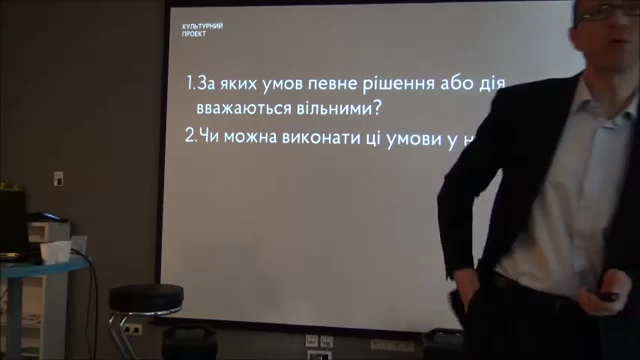 КУЛЬТУРНИЙ
ПРОЕКТ
1.За яких умов певне рішення або дія
вважаються вільними?
2.Чи можна виконати ці умови у